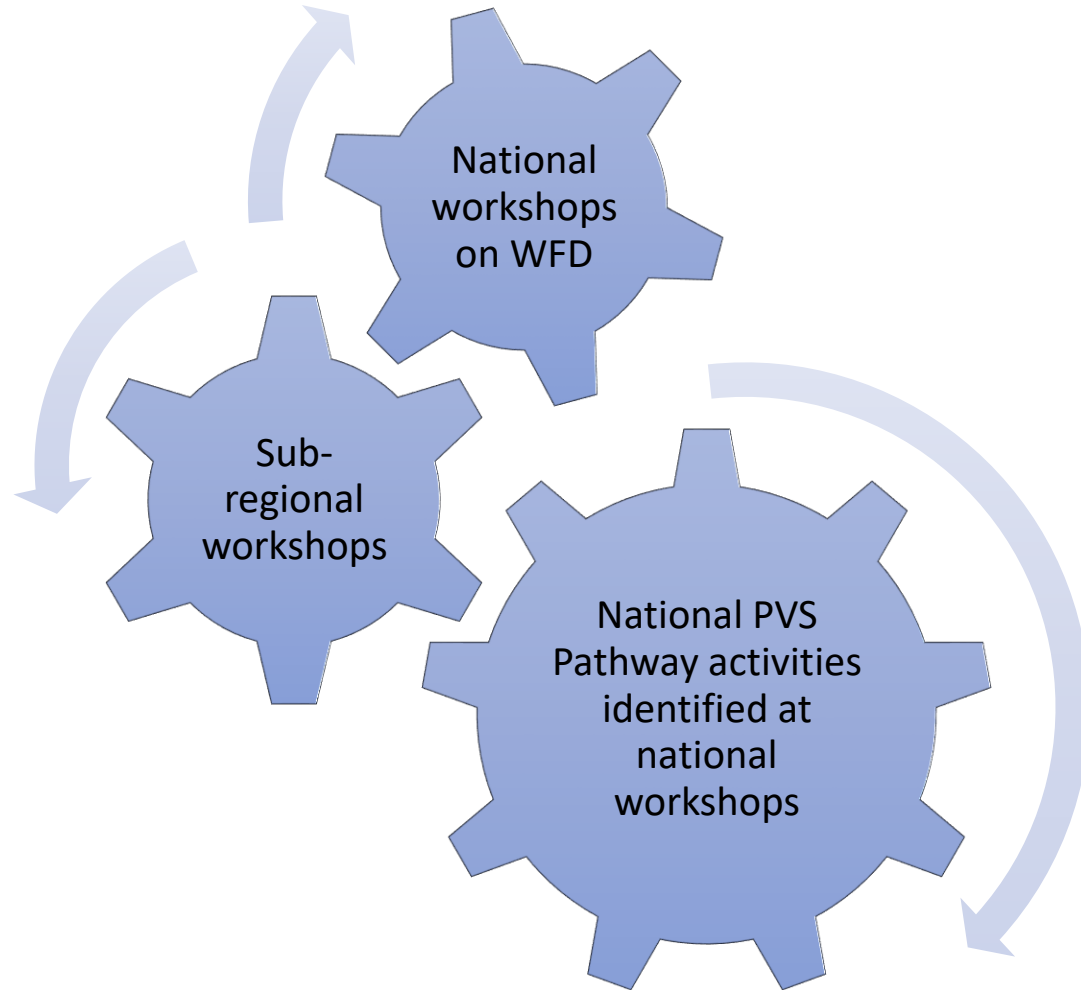 National
workshops
on WFD
Sub-
regional
workshops
National PVS
Pathway activities
identified at
national
workshops